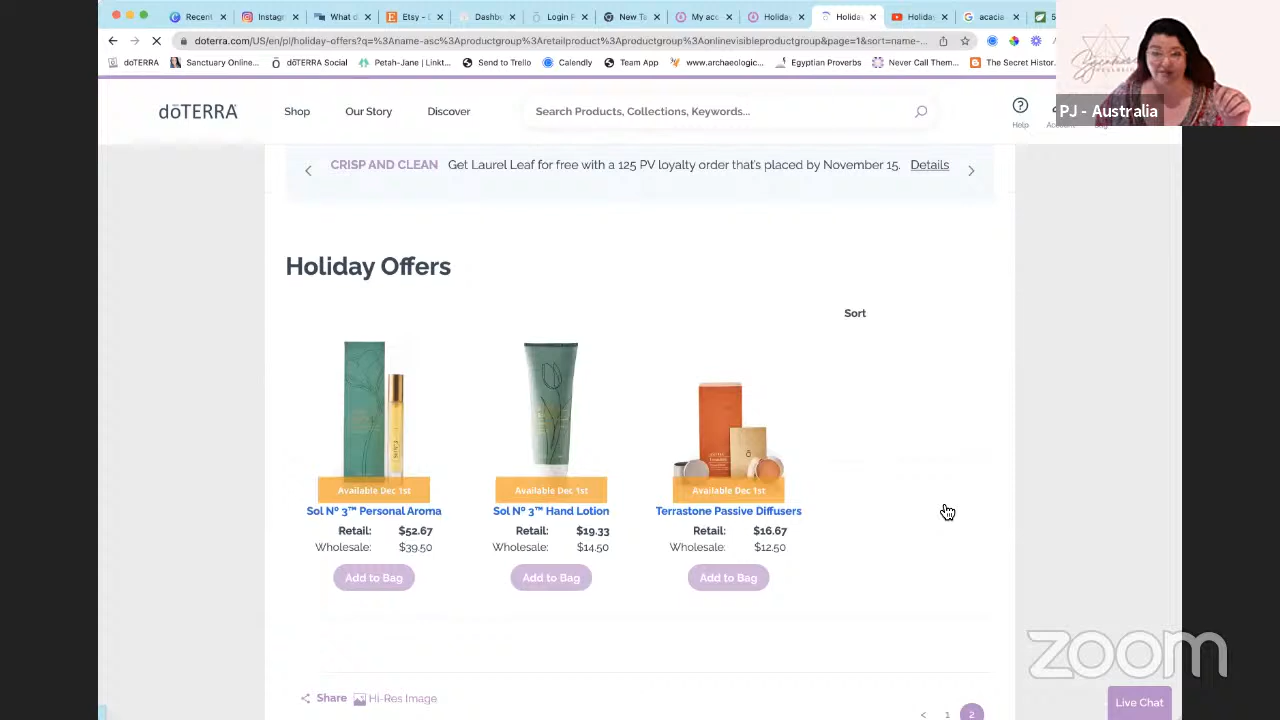 Recent
Instagr
What d
Etsy - C
Dashb
Login F
New Ta
My acc
Holiday
Holiday
Holiday
acacia
doterra.com/US/en/pl/holiday-offers?q=%3Aname-asc%3Aproductgroup%3Aretailproduct%3Aproductgroup%3Aonlinevisibleproductgroup&page=1&sort=name-...
dōTERRA
Sanctuary Online...
dōTERRA Social
Petah-Jane | Linkt...
Send to Trello
Calendly
Team App
www.archaeologic...
Egyptian Proverbs
Never Call Them...
The Secret Histor
PJ - Australia
dōTERRA
Shop
Our Story
Discover
Search Products, Collections, Keywords...
Help
CRISP AND CLEAN Get Laurel Leaf for free with a 125 PV loyalty order that's placed by November 15. Details
Holiday Offers
Sort
Available Dec 1st
Available Dec 1st
Available Dec 1st
Sol Nº 3™ Personal Aroma
Sol Nº 3™ Hand Lotion
Terrastone Passive Diffusers
Retail: $52.67
Retail: $19.33
Retail: $16.67
Wholesale: $39.50
Wholesale: $14.50
Wholesale: $12.50
Add to Bag
Add to Bag
Add to Bag
Share Hi-Res Image
< 1 2
zoom
Live Chat